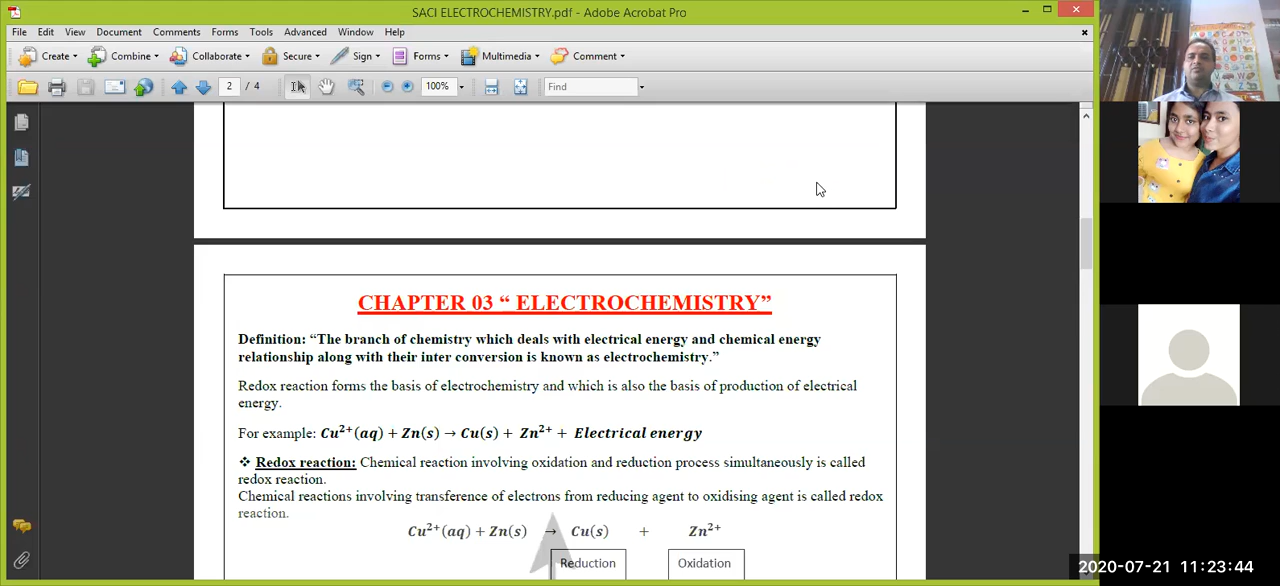 SACI ELECTROCHEMISTRY.pdf - Adobe Acrobat Pro
File Edit View Document Comments Forms Tools Advanced Window Help
Create Combine Collaborate Secure Sign Forms Multimedia Comment
2 / 4 100% Find
CHAPTER 03 “ ELECTROCHEMISTRY”
Definition: “The branch of chemistry which deals with electrical energy and chemical energy
relationship along with their inter conversion is known as electrochemistry.”
Redox reaction forms the basis of electrochemistry and which is also the basis of production of electrical
energy.
For example: Cu²⁺(aq) + Zn(s) → Cu(s) + Zn²⁺ + Electrical energy
❖ Redox reaction: Chemical reaction involving oxidation and reduction process simultaneously is called
redox reaction.
Chemical reactions involving transference of electrons from reducing agent to oxidising agent is called redox
reaction.
Cu²⁺(aq) + Zn(s) → Cu(s) + Zn²⁺
Reduction Oxidation
2020-07-21 11:23:44